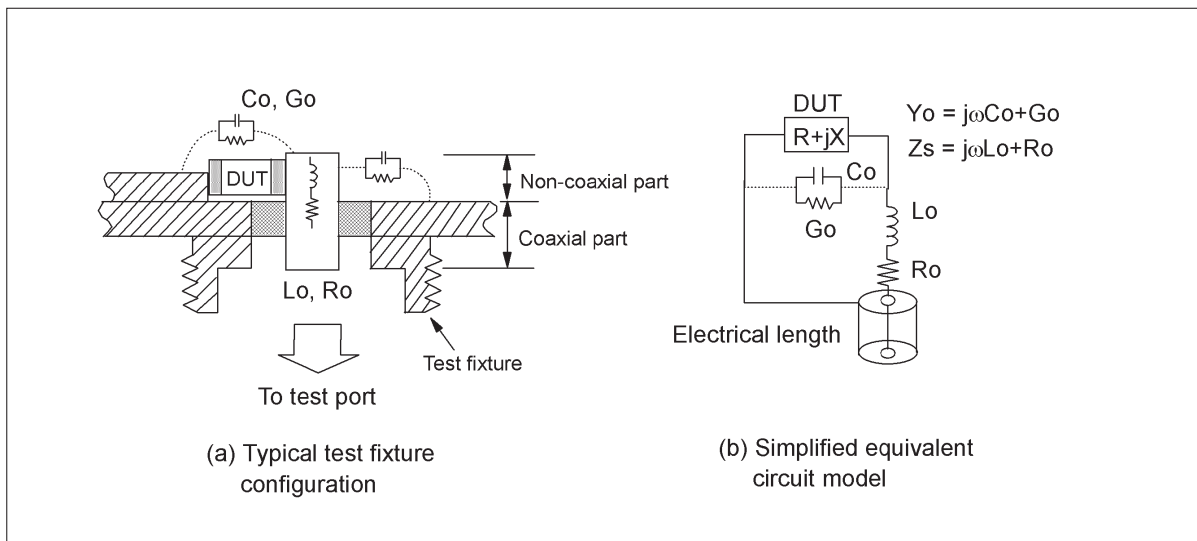 Co, Go
DUT
Non-coaxial part
Coaxial part
Lo, Ro
Test fixture
To test port
(a) Typical test fixture
configuration
DUT
R+jX
Yo = jωCo+Go
Zs = jωLo+Ro
Co
Go
Lo
Ro
Electrical length
(b) Simplified equivalent
circuit model